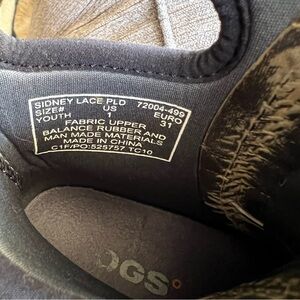 SIDNEY LACE PLD 72004-499
SIZE# US EURO
YOUTH 1 31
FABRIC UPPER
BALANCE RUBBER AND
MAN MADE MATERIALS
MADE IN CHINA
C1F/PO:525757 TC10
OGS